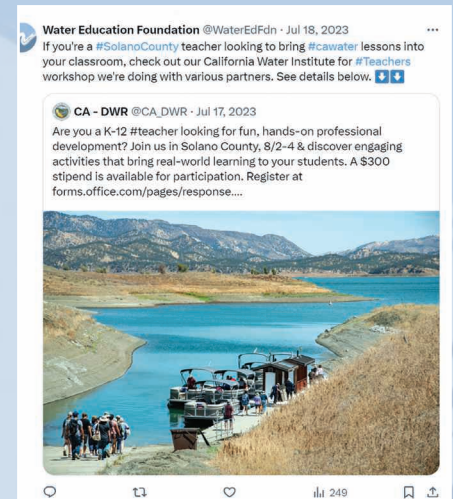 Water Education Foundation @WaterEdFdn · Jul 18, 2023
If you're a #SolanoCounty teacher looking to bring #cawater lessons into
your classroom, check out our California Water Institute for #Teachers
workshop we're doing with various partners. See details below. ⬇️⬇️
CA - DWR @CA_DWR · Jul 17, 2023
Are you a K-12 #teacher looking for fun, hands-on professional
development? Join us in Solano County, 8/2-4 & discover engaging
activities that bring real-world learning to your students. A $300
stipend is available for participation. Register at
forms.office.com/pages/response....
249